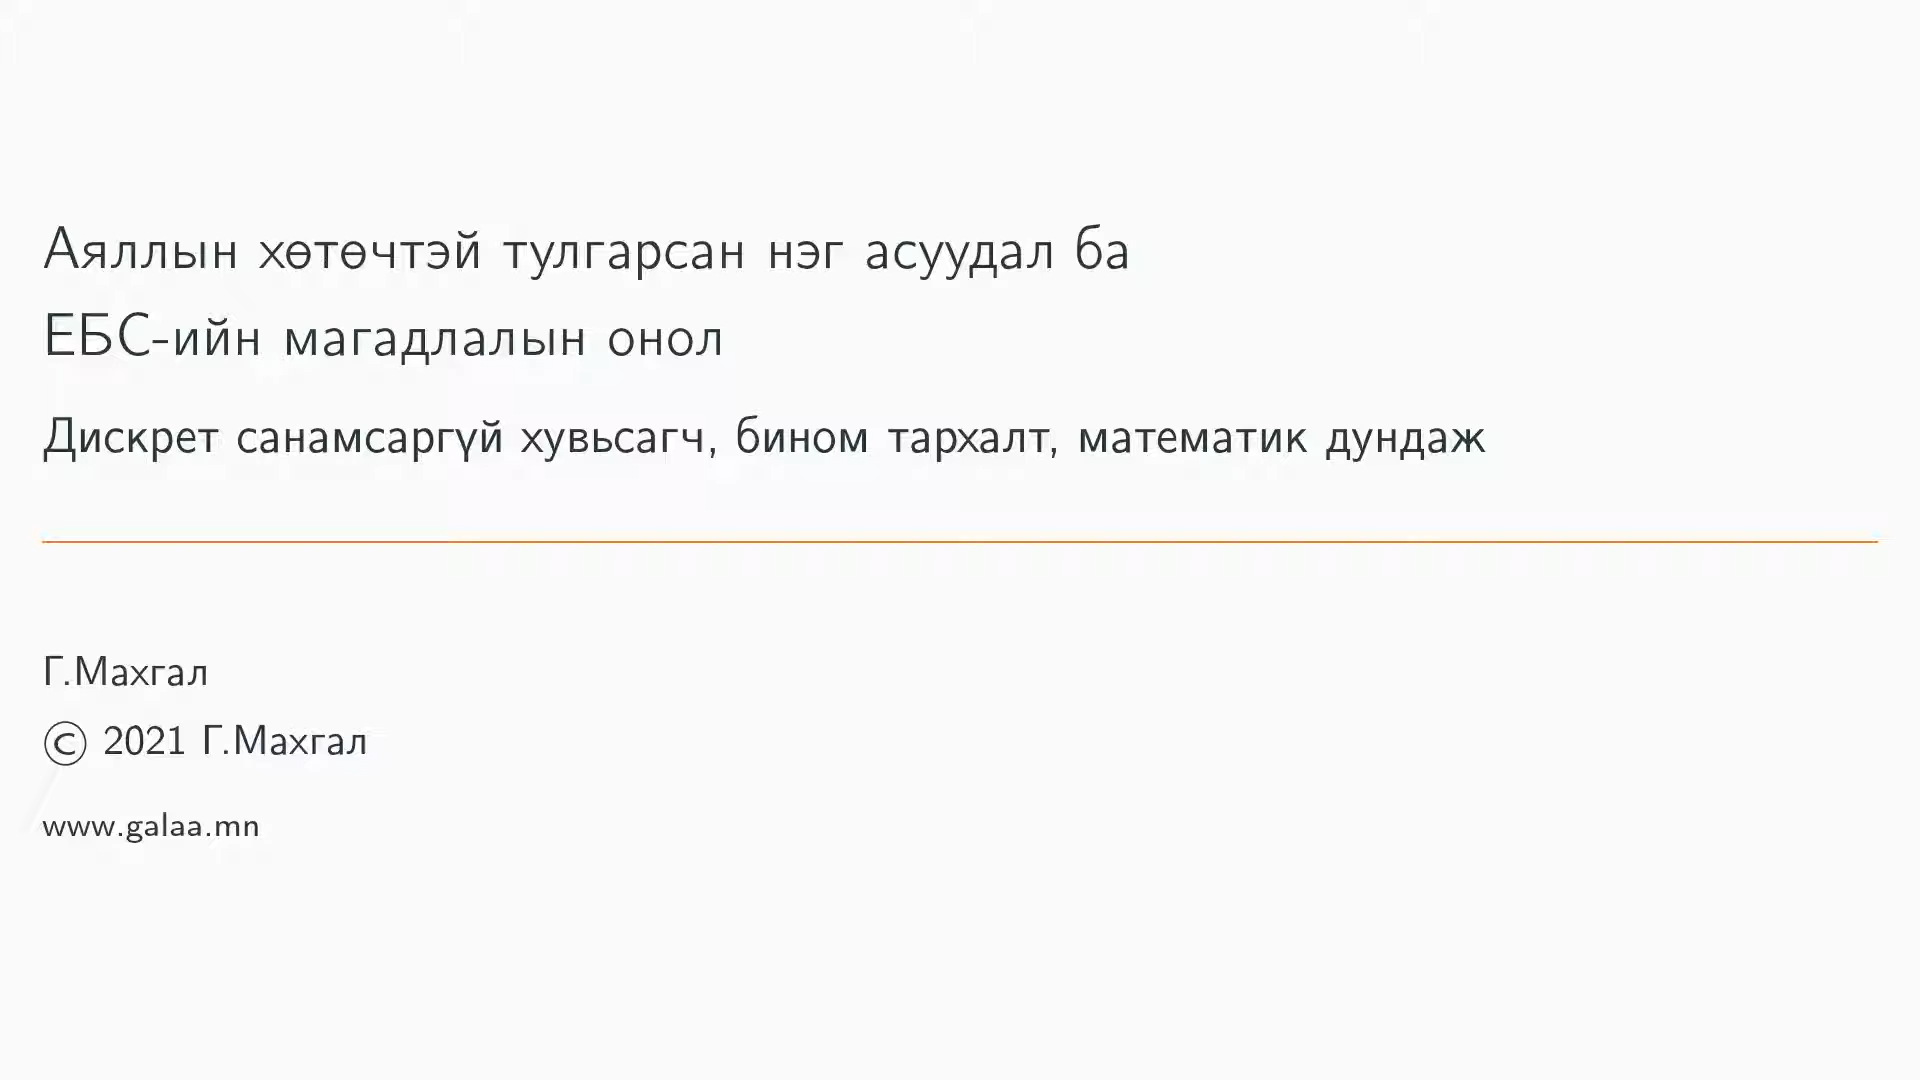 Аяллын хөтөчтэй тулгарсан нэг асуудал ба
ЕБС-ийн магадлалын онол
Дискрет санамсаргүй хувьсагч, бином тархалт, математик дундаж
Г.Махгал
© 2021 Г.Махгал
www.galaa.mn